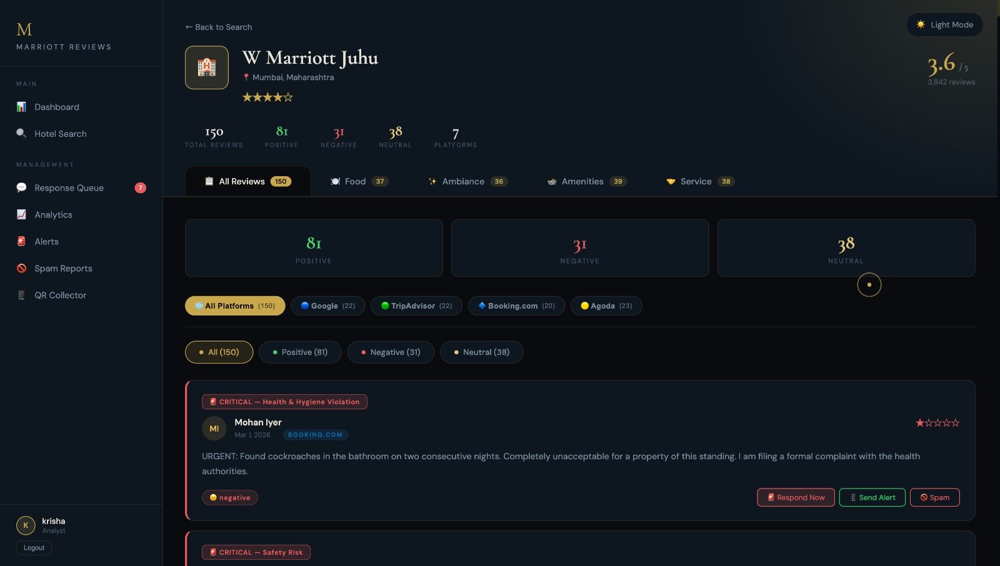 M
MARRIOTT REVIEWS
MAIN
Dashboard
Hotel Search
MANAGEMENT
Response Queue 7
Analytics
Alerts
Spam Reports
QR Collector
K krisha
Analyst
Logout
← Back to Search
Light Mode
W Marriott Juhu
Mumbai, Maharashtra
3.6 / 5
3,842 reviews
150 81 31 38 7
TOTAL REVIEWS POSITIVE NEGATIVE NEUTRAL PLATFORMS
All Reviews 150 Food 37 Ambiance 36 Amenities 39 Service 38
81 31 38
POSITIVE NEGATIVE NEUTRAL
All Platforms (150) Google (22) TripAdvisor (22) Booking.com (20) Agoda (23)
All (150) Positive (81) Negative (31) Neutral (38)
CRITICAL — Health & Hygiene Violation
MI Mohan Iyer
Mar 1, 2026 · BOOKING.COM
URGENT: Found cockroaches in the bathroom on two consecutive nights. Completely unacceptable for a property of this standing. I am filing a formal complaint with the health
authorities.
negative Respond Now Send Alert Spam
CRITICAL — Safety Risk